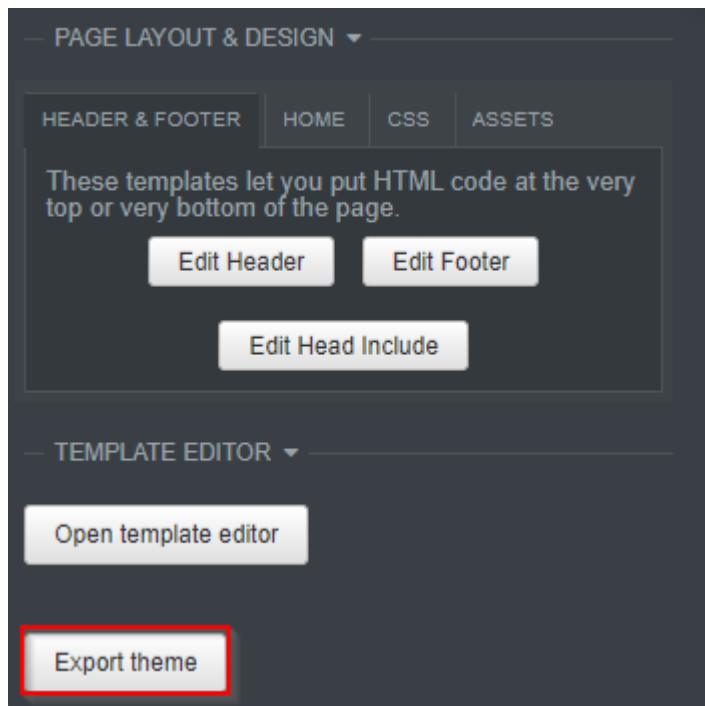 PAGE LAYOUT & DESIGN
HEADER & FOOTER HOME CSS ASSETS
These templates let you put HTML code at the very
top or very bottom of the page.
Edit Header Edit Footer
Edit Head Include
TEMPLATE EDITOR
Open template editor
Export theme